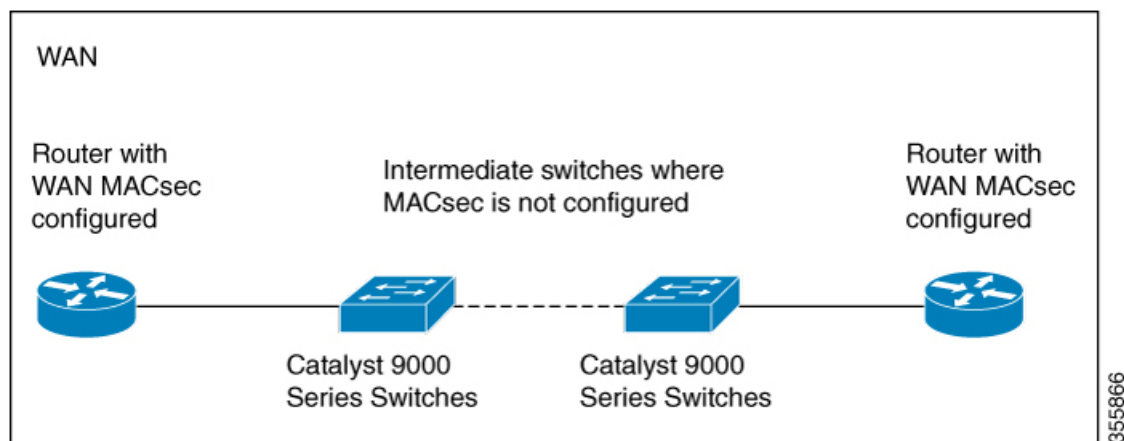 WAN
Router with
WAN MACsec
configured
Intermediate switches where
MACsec is not configured
Router with
WAN MACsec
configured
Catalyst 9000
Series Switches
Catalyst 9000
Series Switches
355866